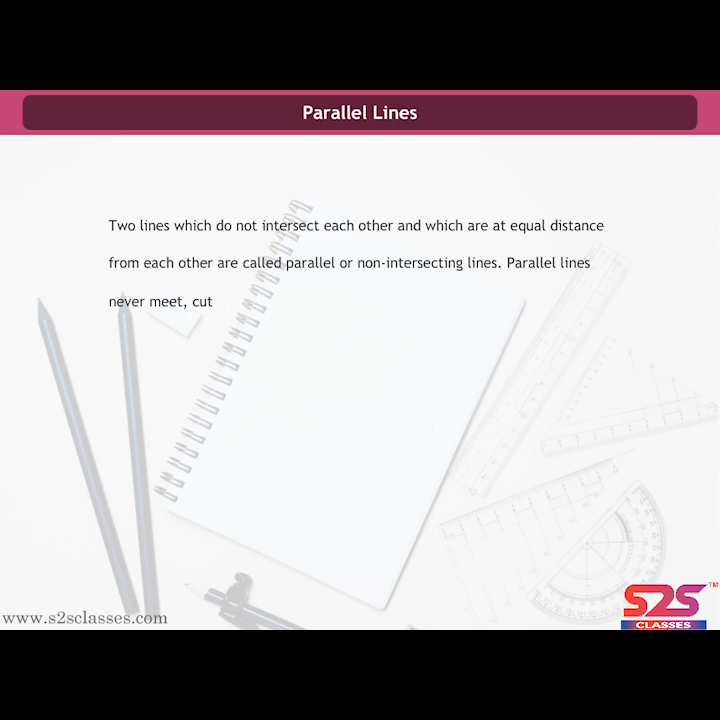 Parallel Lines
Two lines which do not intersect each other and which are at equal distance
from each other are called parallel or non-intersecting lines. Parallel lines
never meet, cut
www.s2sclasses.com
S2S TM
CLASSES